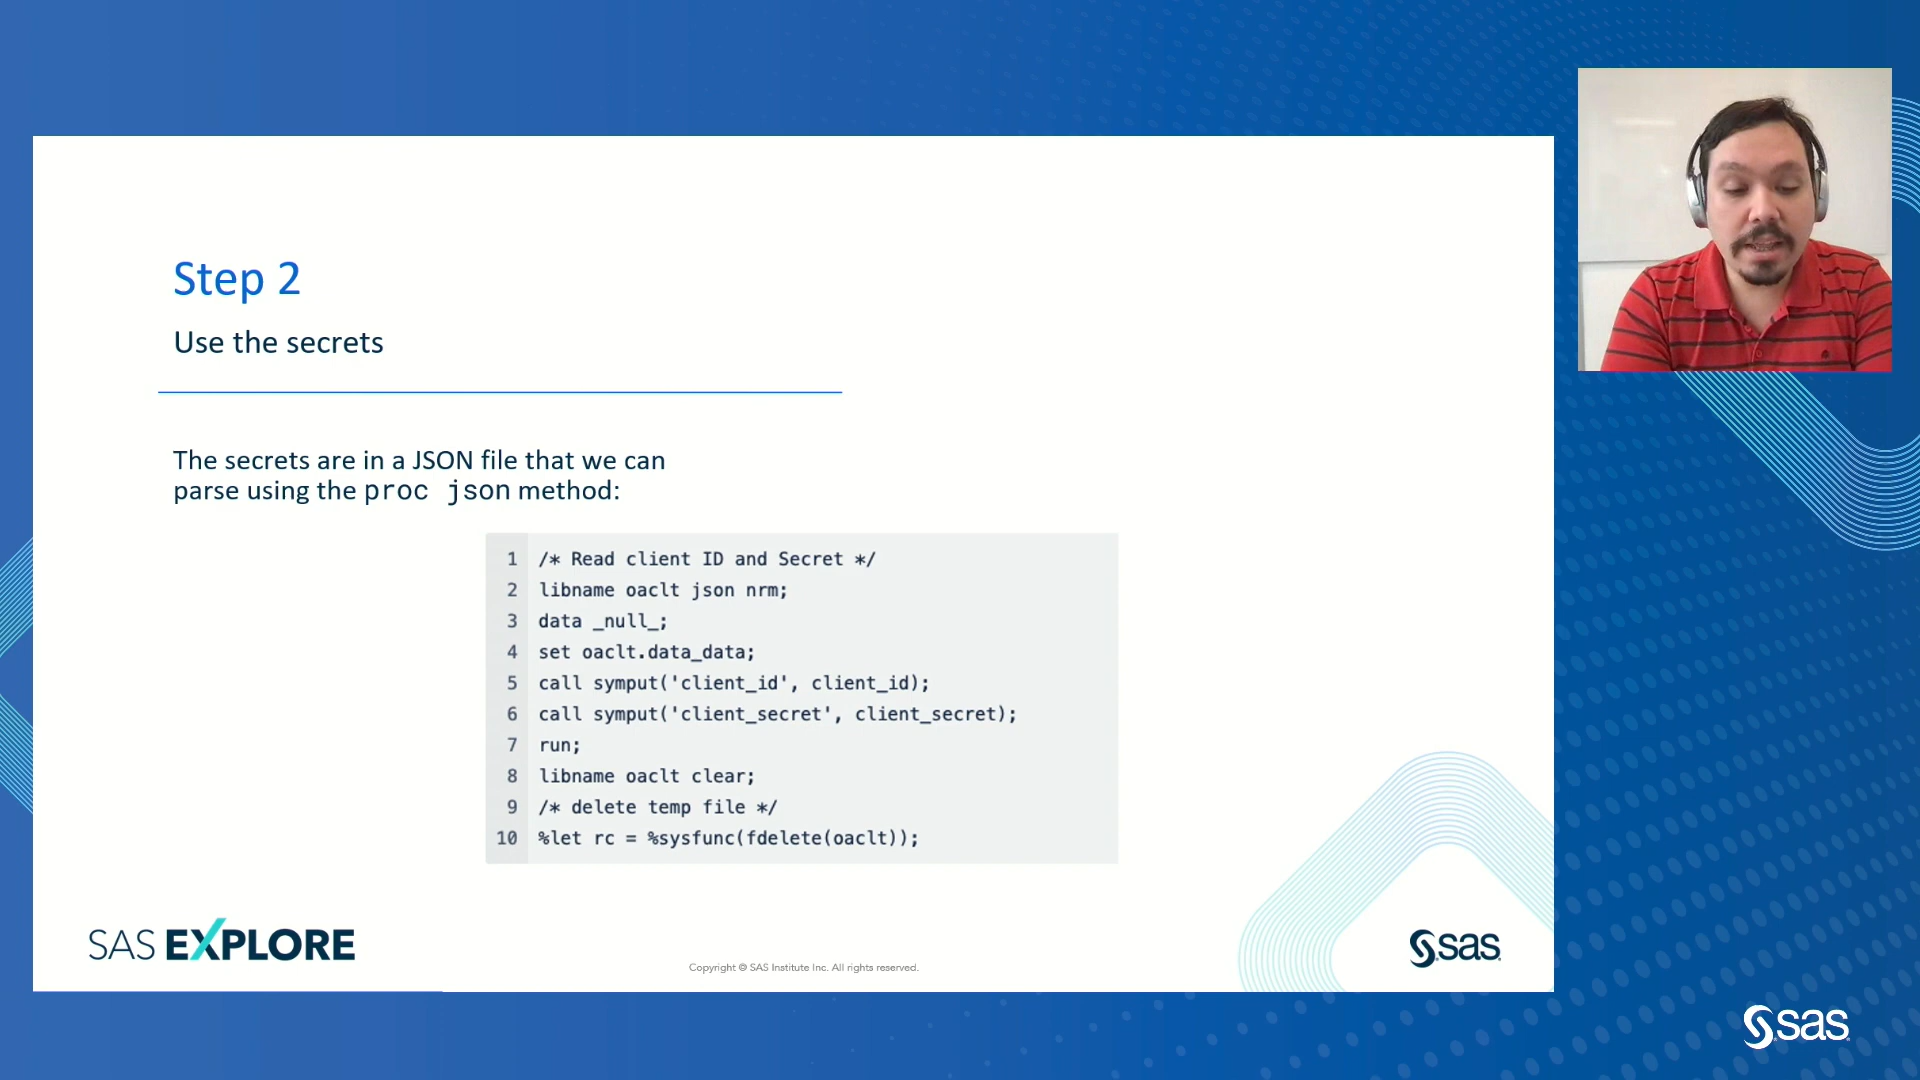 Step 2
Use the secrets
The secrets are in a JSON file that we can
parse using the proc json method:
1 /* Read client ID and Secret */
2 libname oaclt json nrm;
3 data _null_;
4 set oaclt.data_data;
5 call symput('client_id', client_id);
6 call symput('client_secret', client_secret);
7 run;
8 libname oaclt clear;
9 /* delete temp file */
10 %let rc = %sysfunc(fdelete(oaclt));
SAS EXPLORE
Copyright © SAS Institute Inc. All rights reserved.
sas
sas